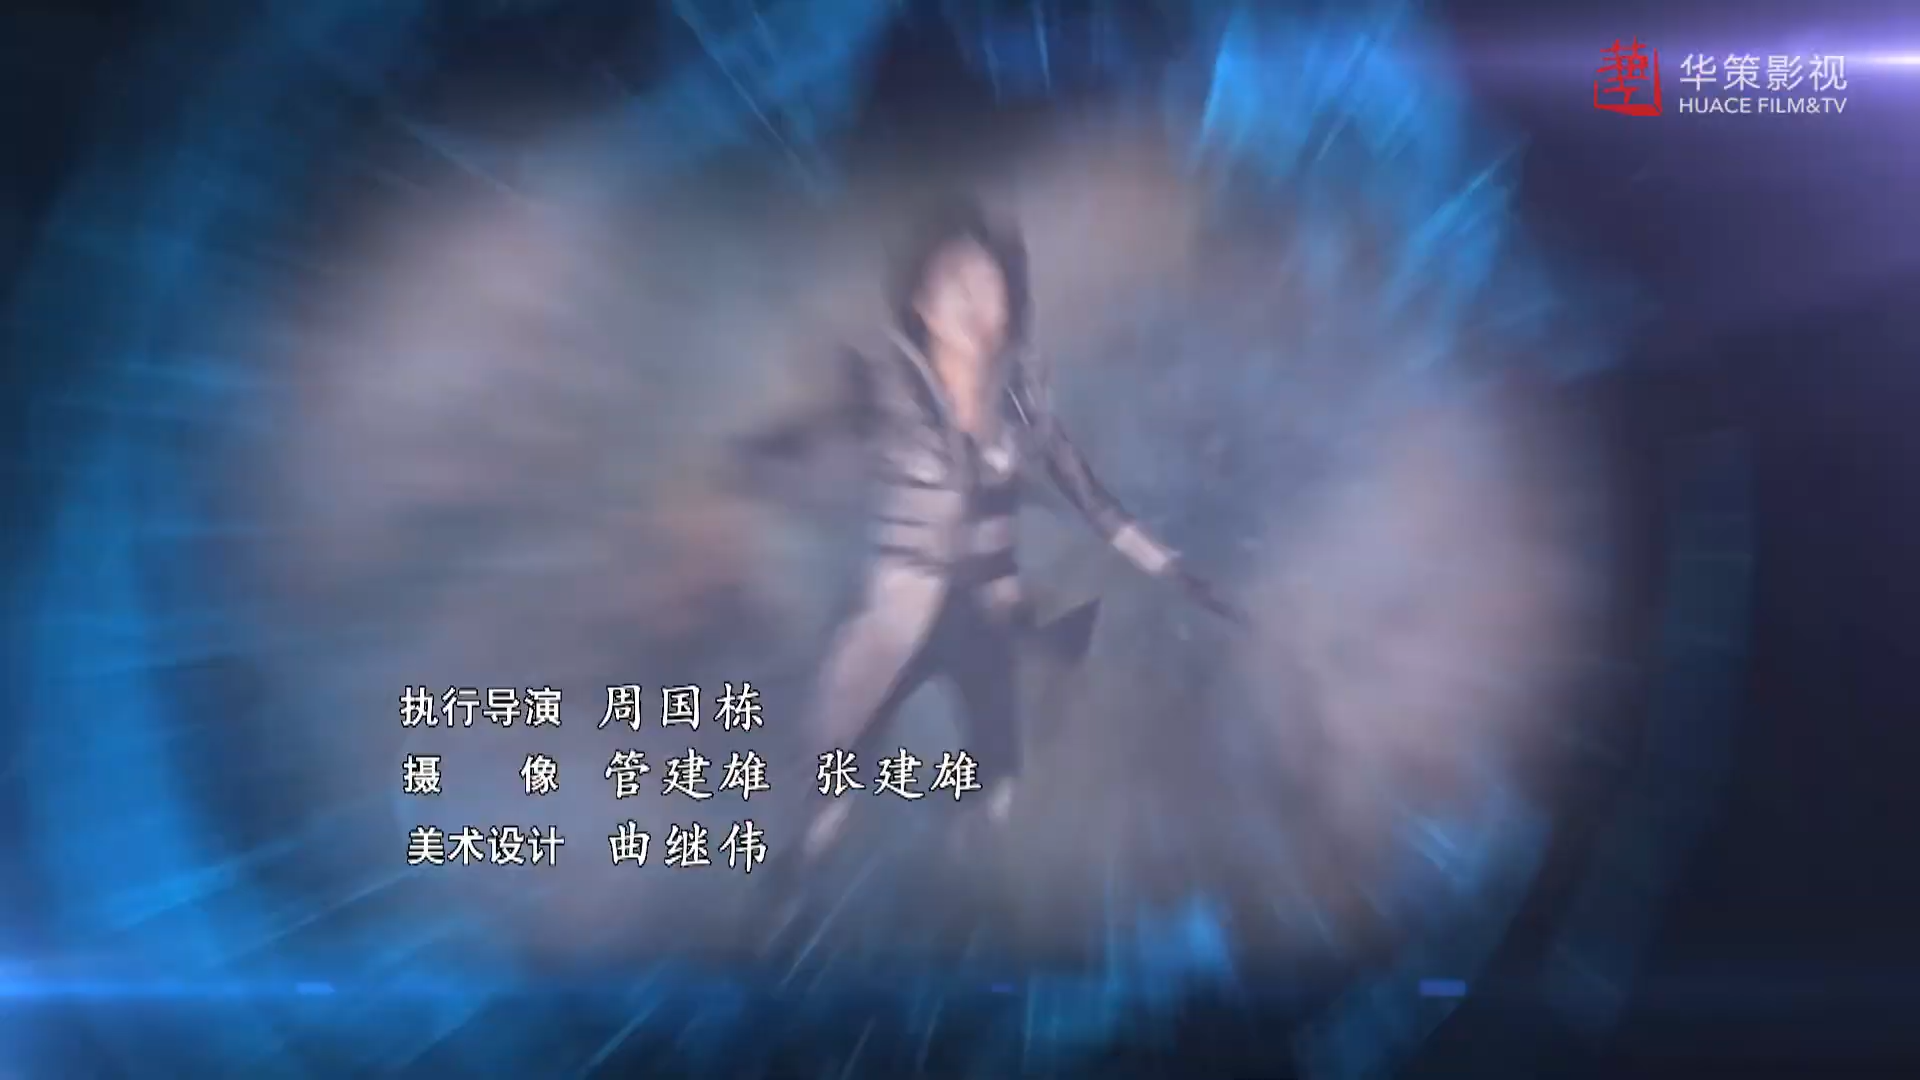 華
华策影视
HUACE FILM&TV
执行导演 周国栋
摄 像 管建雄 张建雄
美术设计 曲继伟